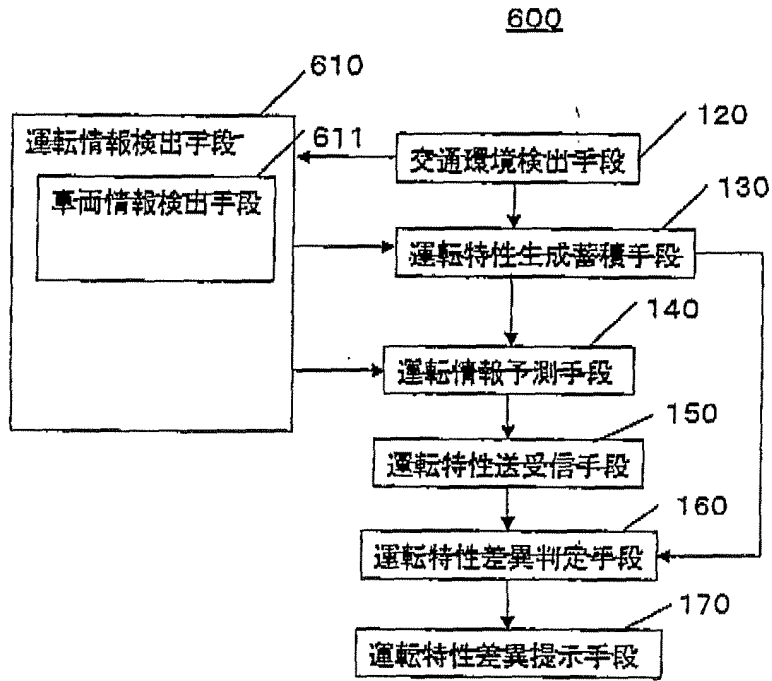 600
610
運転情報検出手段
611
車両情報検出手段
120
交通環境検出手段
130
運転特性生成蓄積手段
140
運転情報予測手段
150
運転特性送受信手段
160
運転特性差異判定手段
170
運転特性差異提示手段